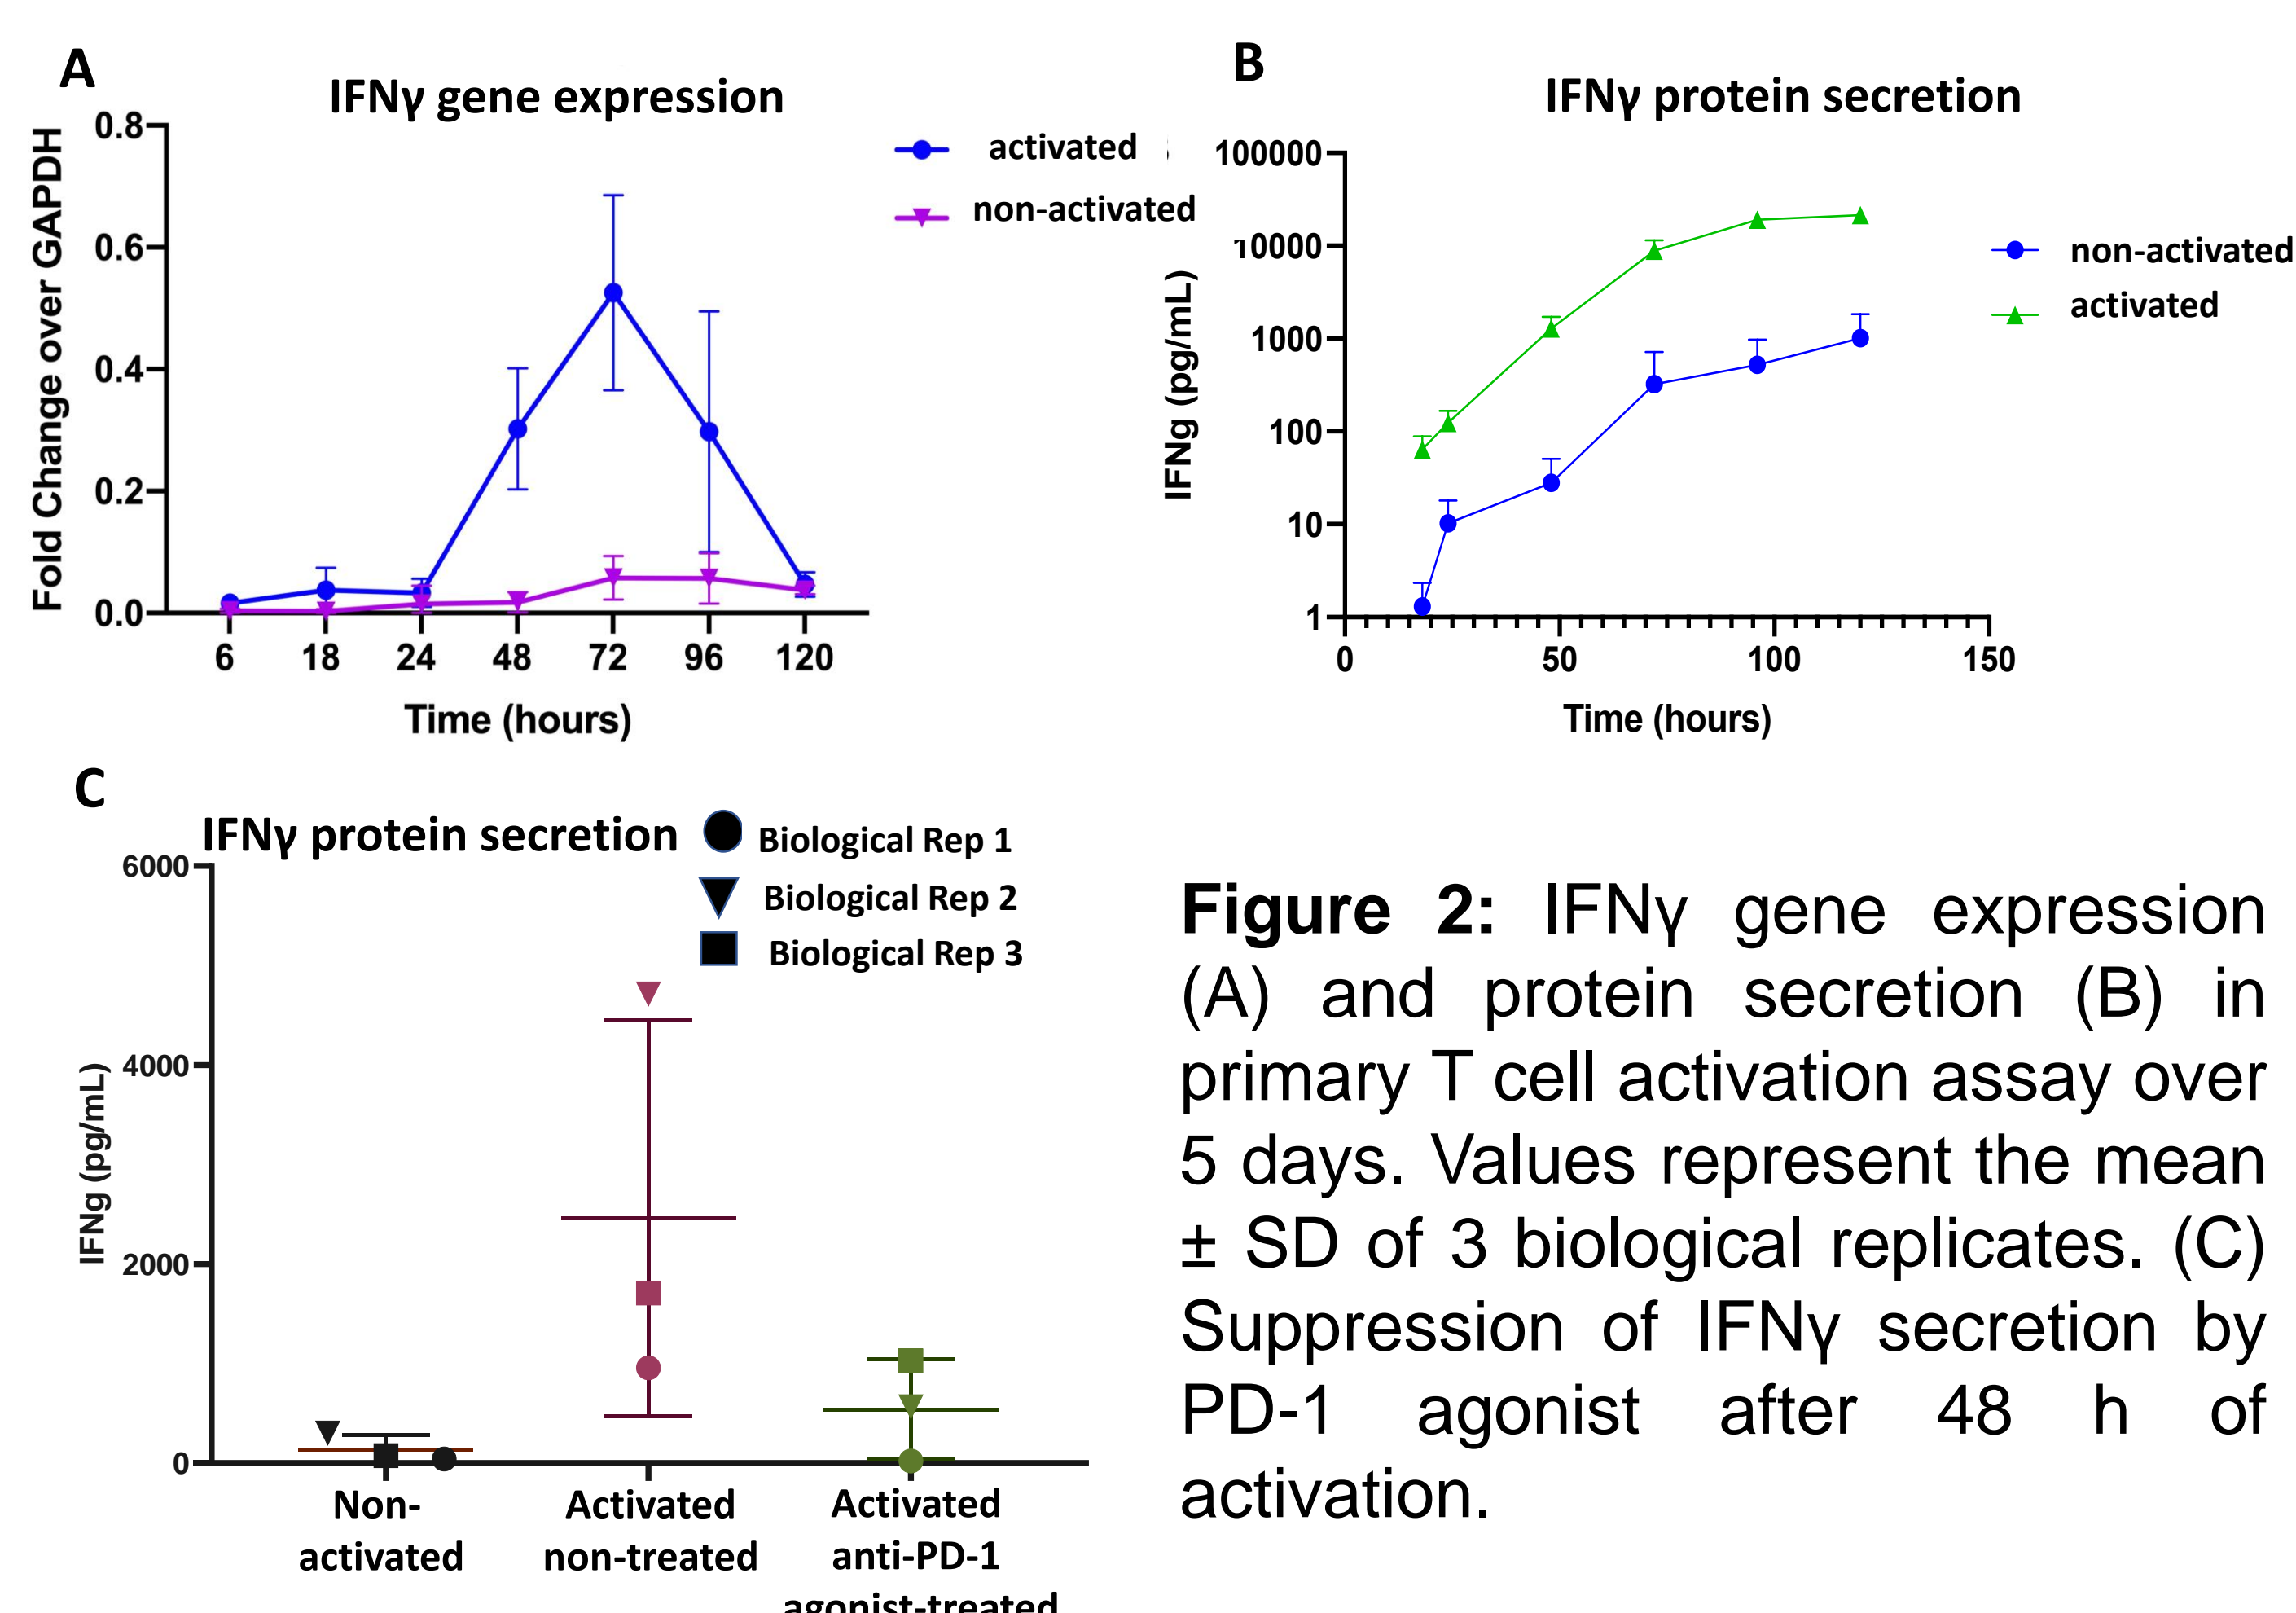 A
IFNγ gene expression
0.8
0.6
0.4
0.2
0.0
Fold Change over GAPDH
6 18 24 48 72 96 120
Time (hours)
activated
non-activated
B
IFNγ protein secretion
100000
10000
1000
100
10
1
IFNg (pg/mL)
0 50 100 150
Time (hours)
non-activated
activated
C
IFNγ protein secretion
Biological Rep 1
Biological Rep 2
Biological Rep 3
6000
4000
2000
0
IFNg (pg/mL)
Non-
activated
Activated
non-treated
Activated
anti-PD-1
agonist-treated
Figure 2: IFNγ gene expression
(A) and protein secretion (B) in
primary T cell activation assay over
5 days. Values represent the mean
± SD of 3 biological replicates. (C)
Suppression of IFNγ secretion by
PD-1 agonist after 48 h of
activation.